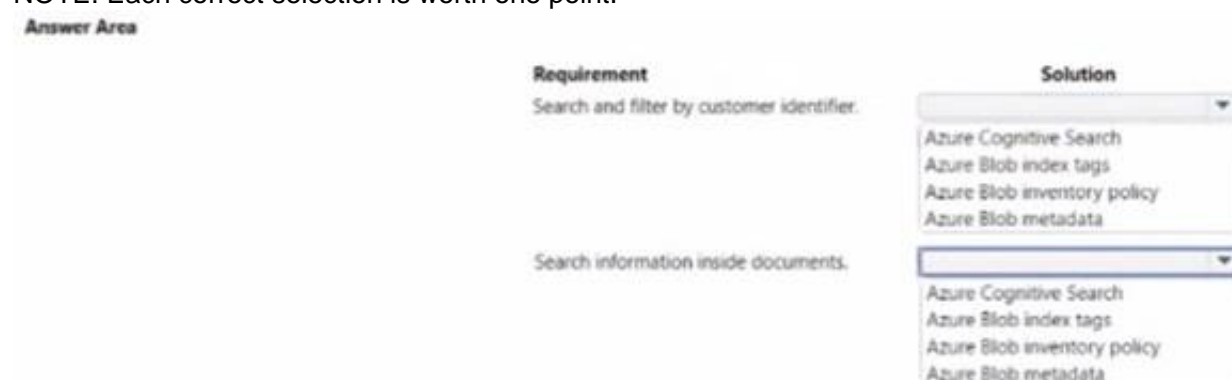 NOTE: Each correct selection is worth one point.
Answer Area
Requirement Solution
Search and filter by customer identifier.
Azure Cognitive Search
Azure Blob index tags
Azure Blob inventory policy
Azure Blob metadata
Search information inside documents.
Azure Cognitive Search
Azure Blob index tags
Azure Blob inventory policy
Azure Blob metadata